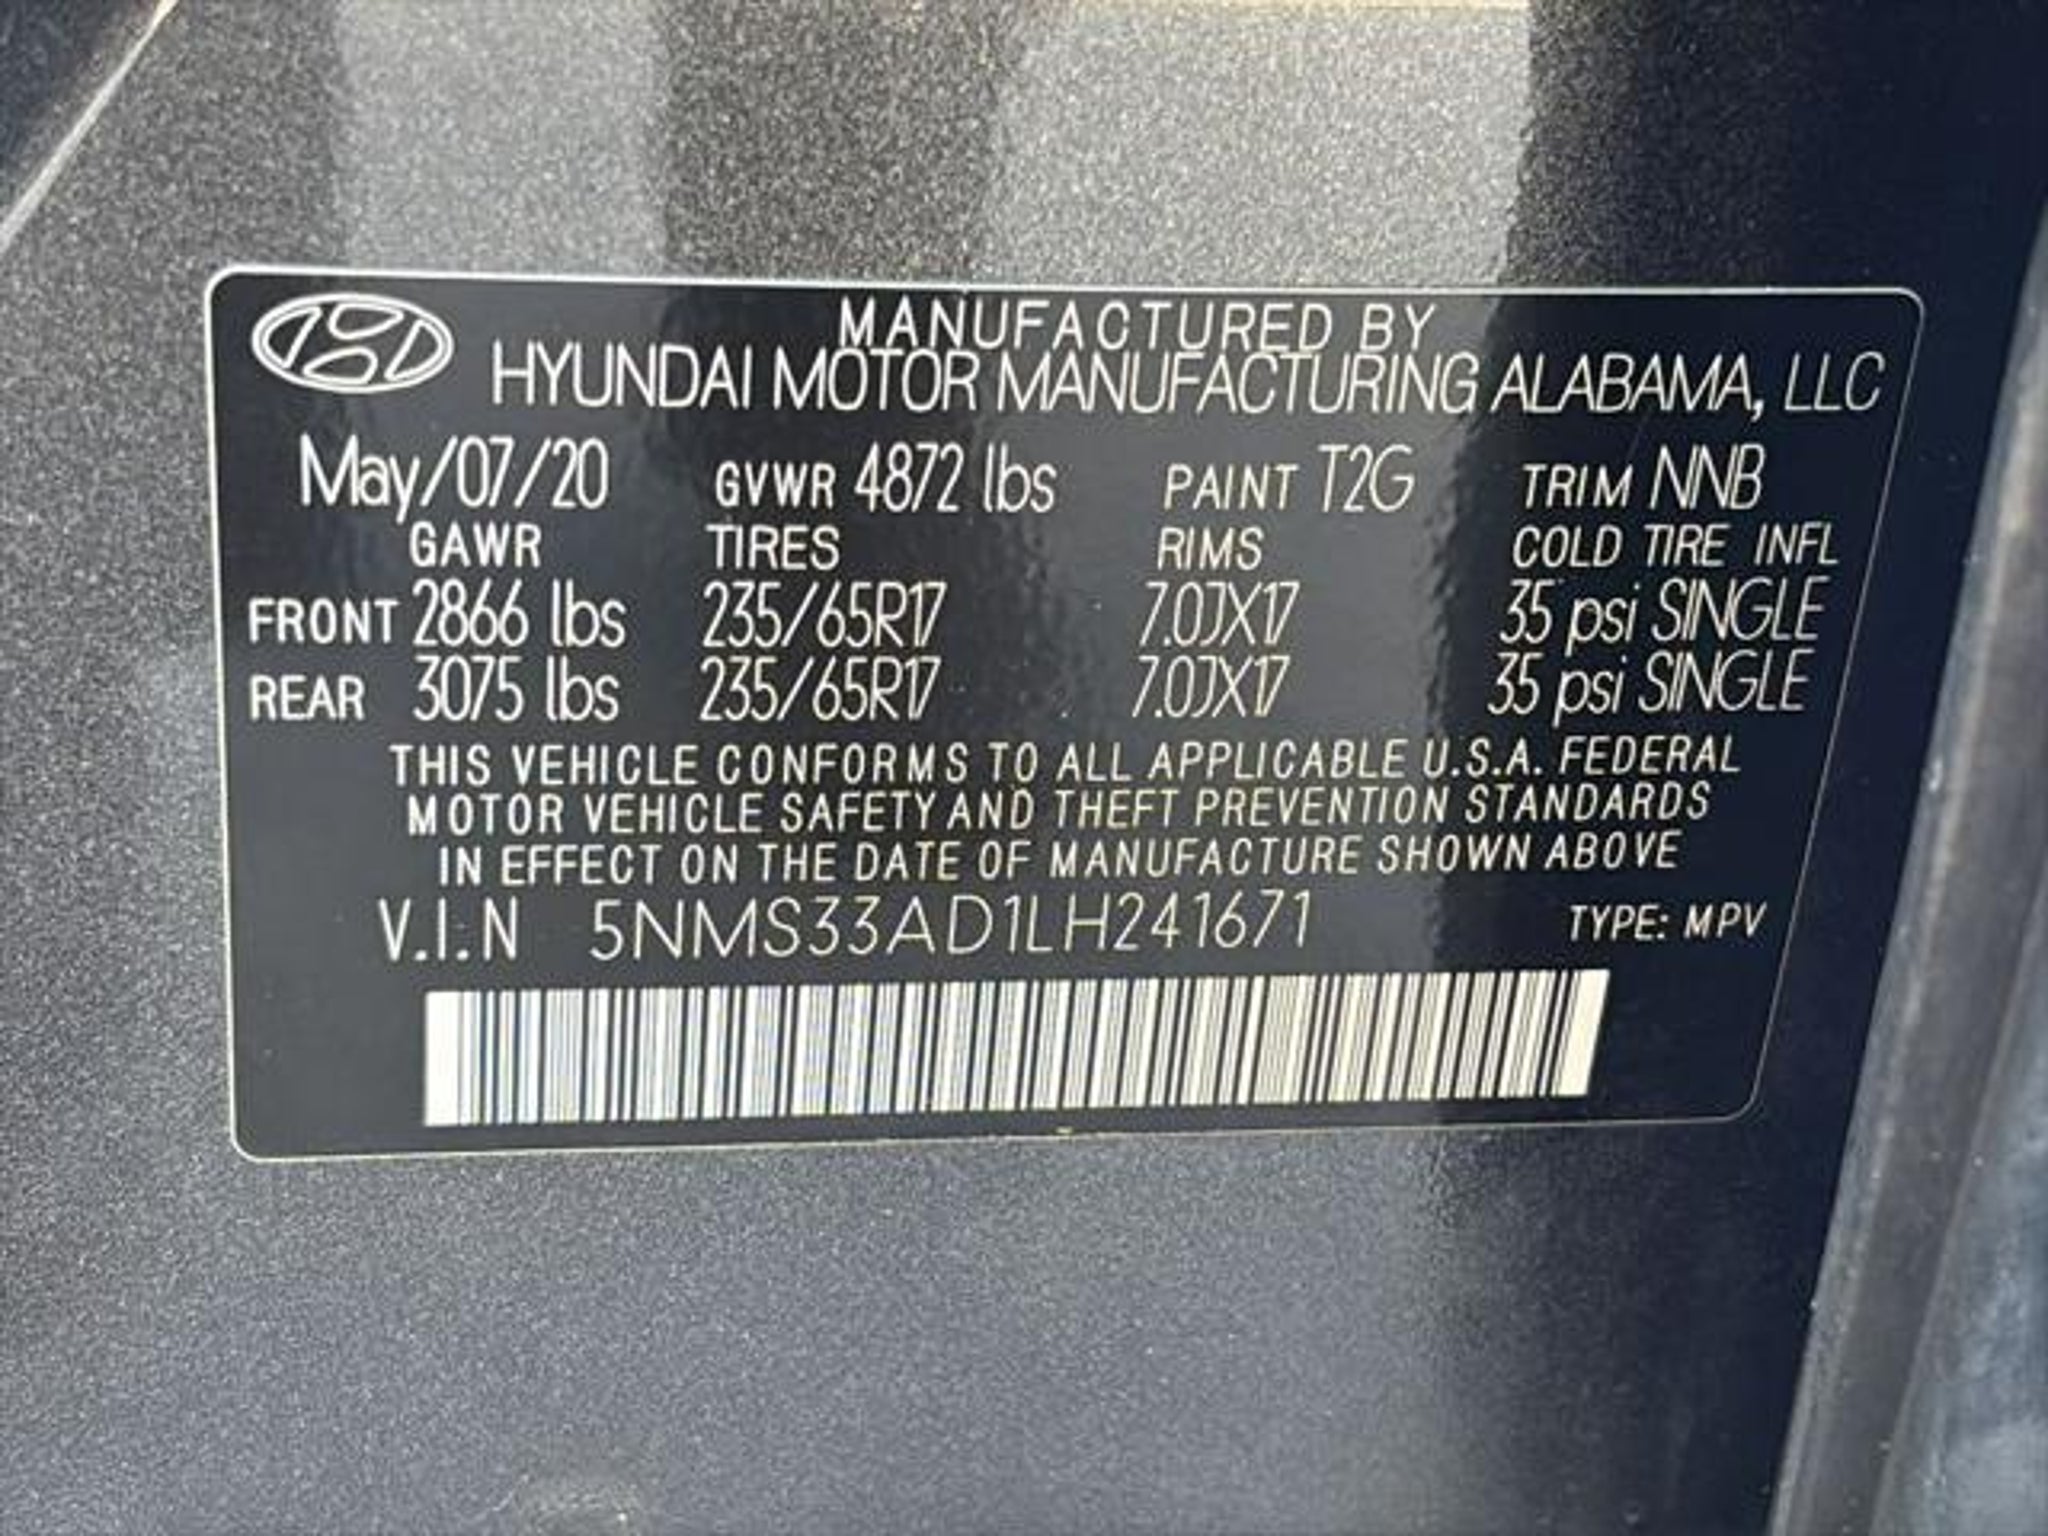 MANUFACTURED BY
HYUNDAI MOTOR MANUFACTURING ALABAMA, LLC
May/07/20 GVWR 4872 lbs PAINT T2G TRIM NNB
GAWR TIRES RIMS COLD TIRE INFL
FRONT 2866 lbs 235/65R17 7.0JX17 35 psi SINGLE
REAR 3075 lbs 235/65R17 7.0JX17 35 psi SINGLE
THIS VEHICLE CONFORMS TO ALL APPLICABLE U.S.A. FEDERAL
MOTOR VEHICLE SAFETY AND THEFT PREVENTION STANDARDS
IN EFFECT ON THE DATE OF MANUFACTURE SHOWN ABOVE
V.I.N 5NMS33AD1LH241671 TYPE: MPV